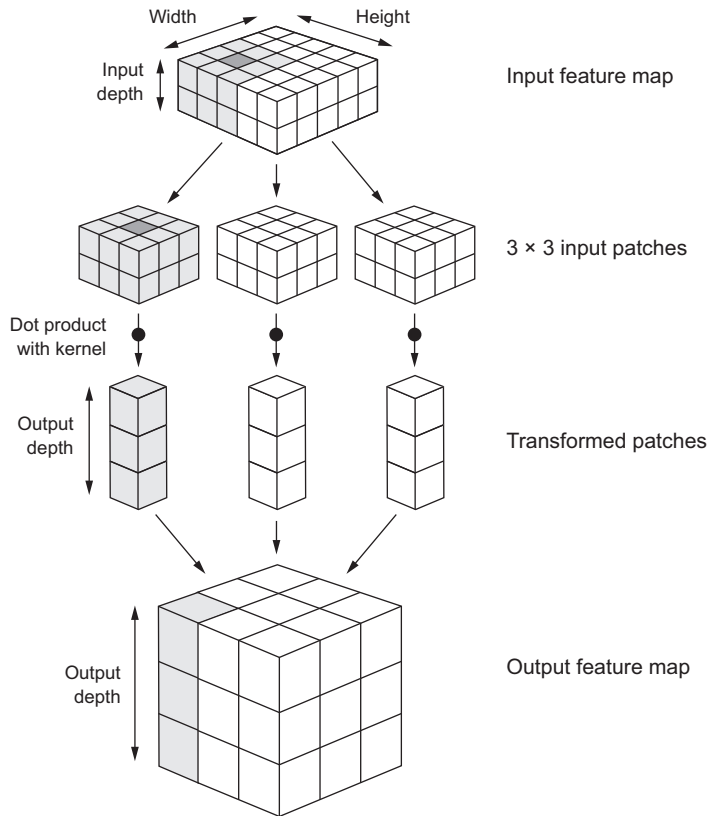 Width
Height
Input
depth
Input feature map
3 × 3 input patches
Dot product
with kernel
Output
depth
Transformed patches
Output
depth
Output feature map